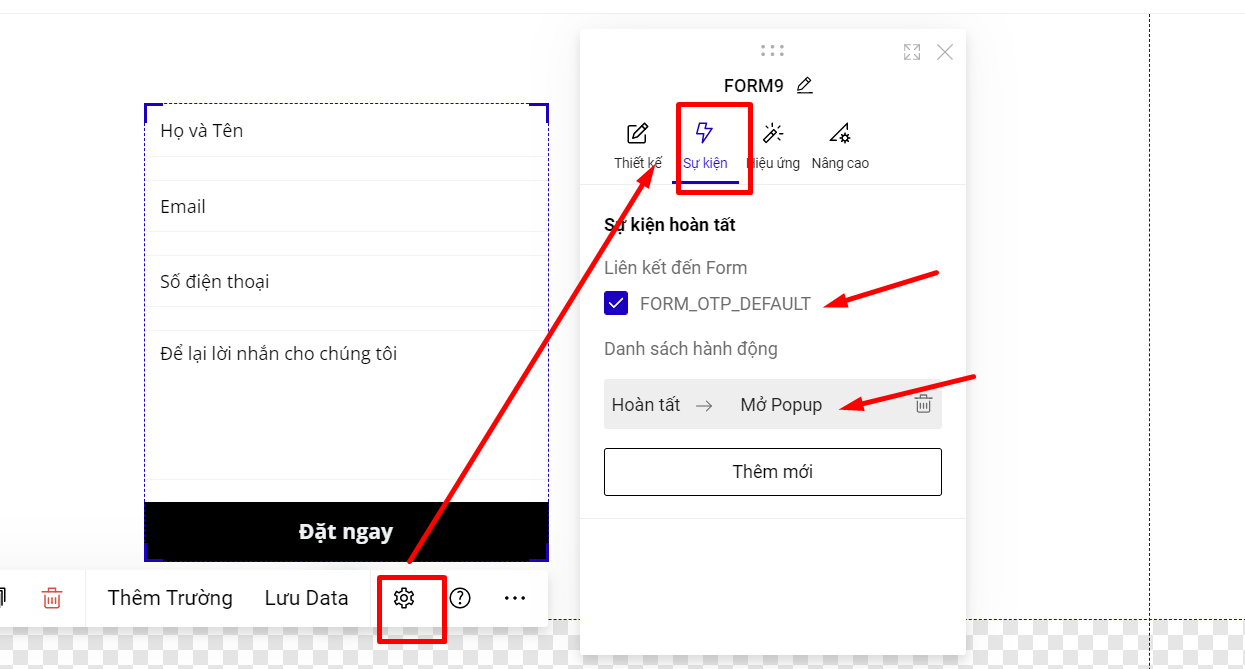 Họ và Tên
Email
Số điện thoại
Để lại lời nhắn cho chúng tôi
Đặt ngay
Thêm Trường
Lưu Data
FORM9
Thiết kế
Sự kiện
Hiệu ứng
Nâng cao
Sự kiện hoàn tất
Liên kết đến Form
FORM_OTP_DEFAULT
Danh sách hành động
Hoàn tất → Mở Popup
Thêm mới